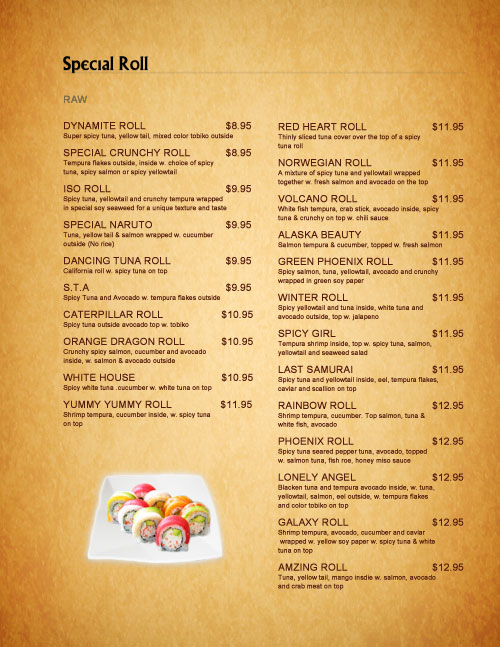 Special Roll
RAW
DYNAMITE ROLL $8.95
Super spicy tuna, yellow tail, mixed color tobiko outside
SPECIAL CRUNCHY ROLL $8.95
Tempura flakes outside, inside w. choice of spicy
tuna, spicy salmon or spicy yellowtail
ISO ROLL $9.95
Spicy tuna, yellowtail and crunchy tempura wrapped
in special soy seaweed for a unique texture and taste
SPECIAL NARUTO $9.95
Tuna, yellow tail & salmon wrapped w. cucumber
outside (No rice)
DANCING TUNA ROLL $9.95
California roll w. spicy tuna on top
S.T.A $9.95
Spicy Tuna and Avocado w. tempura flakes outside
CATERPILLAR ROLL $10.95
Spicy tuna outside avocado top w. tobiko
ORANGE DRAGON ROLL $10.95
Crunchy spicy salmon, cucumber and avocado
inside, w. salmon & avocado outside
WHITE HOUSE $10.95
Spicy white tuna .cucumber w. white tuna on top
YUMMY YUMMY ROLL $11.95
Shrimp tempura, cucumber inside, w. spicy tuna
on top
RED HEART ROLL $11.95
Thinly sliced tuna cover over the top of a spicy
tuna roll
NORWEGIAN ROLL $11.95
A mixture of spicy tuna and yellowtail wrapped
together w. fresh salmon and avocado on the top
VOLCANO ROLL $11.95
White fish tempura, crab stick, avocado inside, spicy
tuna & crunchy on top w. chili sauce
ALASKA BEAUTY $11.95
Salmon tempura & cucumber, topped w. fresh salmon
GREEN PHOENIX ROLL $11.95
Spicy salmon, tuna, yellowtail, avocado and crunchy
wrapped in green soy paper
WINTER ROLL $11.95
Spicy yellowtail and tuna inside, white tuna and
avocado outside, top w. jalapeno
SPICY GIRL $11.95
Tempura shrimp inside, top w. spicy tuna, salmon,
yellowtail and seaweed salad
LAST SAMURAI $11.95
Spicy tuna and yellowtail inside, eel, tempura flakes,
caviar and scallion on top
RAINBOW ROLL $12.95
Shrimp tempura, cucumber. Top salmon, tuna &
white fish, avocado
PHOENIX ROLL $12.95
Spicy tuna seared pepper tuna, avocado, topped
w. salmon tuna, fish roe, honey miso sauce
LONELY ANGEL $12.95
Blacken tuna and tempura avocado inside, w. tuna,
yellowtail, salmon, eel outside, w. tempura flakes
and color tobiko on top
GALAXY ROLL $12.95
Shrimp tempura, avocado, cucumber and caviar
wrapped w. yellow soy paper w. spicy tuna & white
tuna on top
AMZING ROLL $12.95
Tuna, yellow tail, mango insdie w. salmon, avocado
and crab meat on top